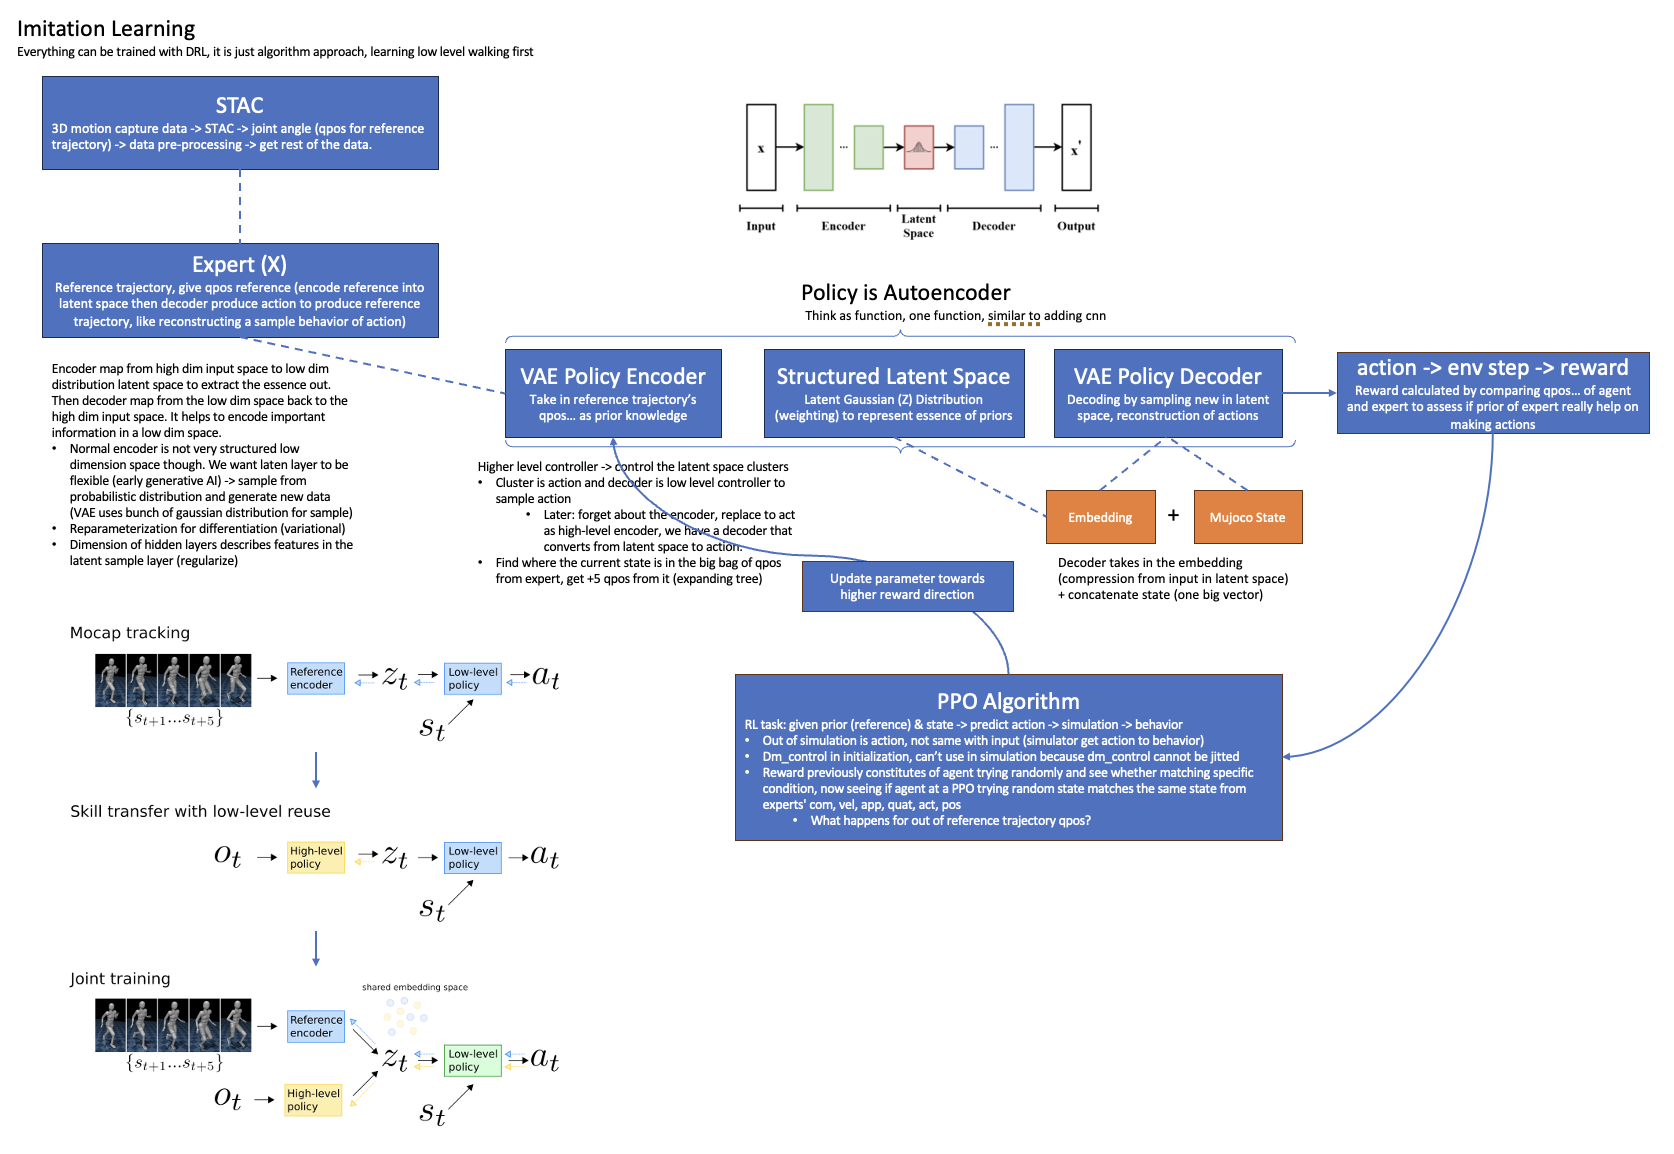 Imitation Learning
Everything can be trained with DRL, it is just algorithm approach, learning low level walking first
STAC
3D motion capture data -> STAC -> joint angle (qpos for reference
trajectory) -> data pre-processing -> get rest of the data.
Expert (X)
Reference trajectory, give qpos reference (encode reference into
latent space then decoder produce action to produce reference
trajectory, like reconstructing a sample behavior of action)
Encoder map from high dim input space to low dim
distribution latent space to extract the essence out.
Then decoder map from the low dim space back to the
high dim input space. It helps to encode important
information in a low dim space.
• Normal encoder is not very structured low
dimension space though. We want laten layer to be
flexible (early generative AI) -> sample from
probabilistic distribution and generate new data
(VAE uses bunch of gaussian distribution for sample)
• Reparameterization for differentiation (variational)
• Dimension of hidden layers describes features in the
latent sample layer (regularize)
x
...
...
x'
Input
Encoder
Latent
Space
Decoder
Output
Policy is Autoencoder
Think as function, one function, similar to adding cnn
VAE Policy Encoder
Take in reference trajectory's
qpos... as prior knowledge
Structured Latent Space
Latent Gaussian (Z) Distribution
(weighting) to represent essence of priors
VAE Policy Decoder
Decoding by sampling new in latent
space, reconstruction of actions
action -> env step -> reward
Reward calculated by comparing qpos... of agent
and expert to assess if prior of expert really help on
making actions
Higher level controller -> control the latent space clusters
• Cluster is action and decoder is low level controller to
sample action
• Later: forget about the encoder, replace to act
as high-level encoder, we have a decoder that
converts from latent space to action.
• Find where the current state is in the big bag of qpos
from expert, get +5 qpos from it (expanding tree)
Embedding
+
Mujoco State
Decoder takes in the embedding
(compression from input in latent space)
+ concatenate state (one big vector)
Update parameter towards
higher reward direction
PPO Algorithm
RL task: given prior (reference) & state -> predict action -> simulation -> behavior
• Out of simulation is action, not same with input (simulator get action to behavior)
• Dm_control in initialization, can't use in simulation because dm_control cannot be jitted
• Reward previously constitutes of agent trying randomly and see whether matching specific
condition, now seeing if agent at a PPO trying random state matches the same state from
experts' com, vel, app, quat, act, pos
• What happens for out of reference trajectory qpos?
Mocap tracking
{s_{t+1}...s_{t+5}}
Reference
encoder
z_t
Low-level
policy
a_t
s_t
Skill transfer with low-level reuse
o_t
High-level
policy
z_t
Low-level
policy
a_t
s_t
Joint training
shared embedding space
{s_{t+1}...s_{t+5}}
Reference
encoder
z_t
Low-level
policy
a_t
o_t
High-level
policy
s_t